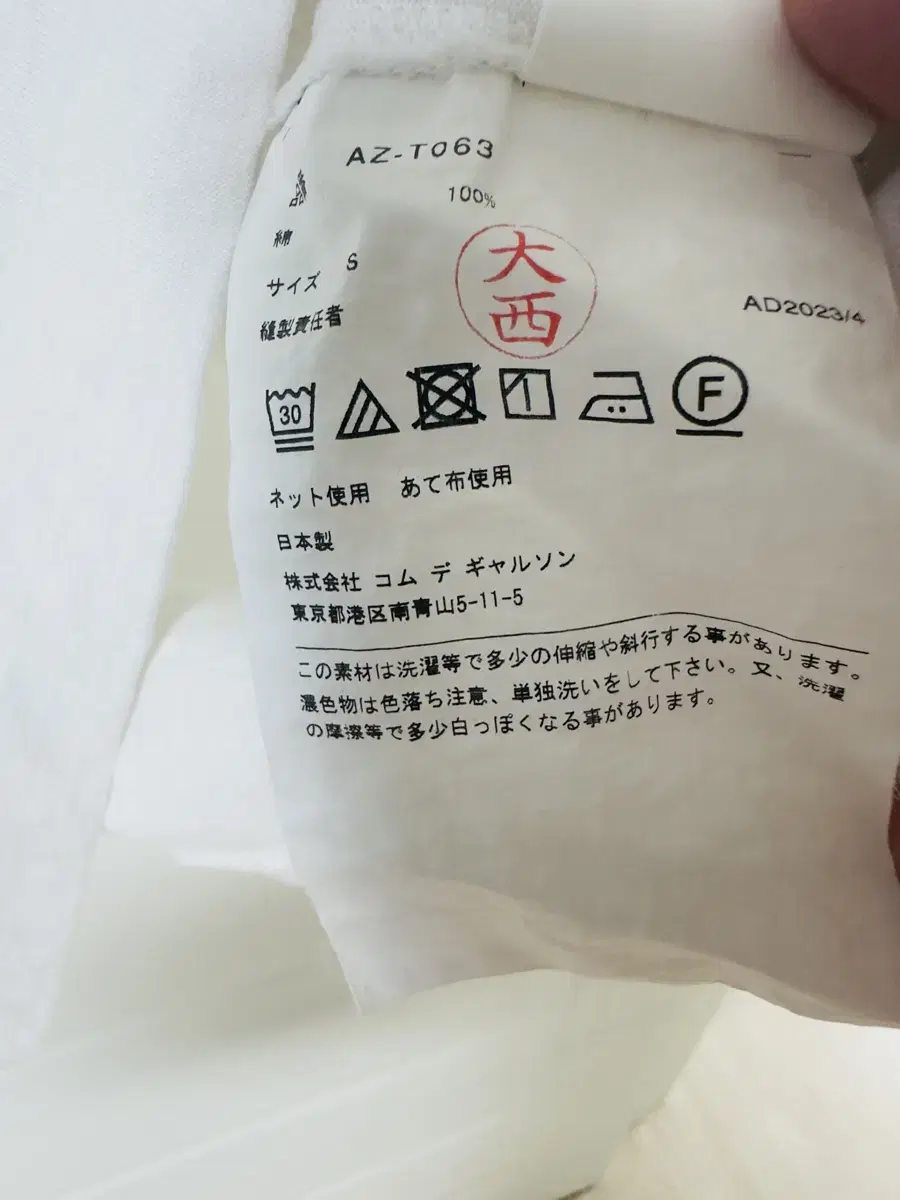 AZ-T063
綿 100%
サイズ S
縫製責任者
大西
AD2023/4
30
F
ネット使用 あて布使用
日本製
株式会社 コム デ ギャルソン
東京都港区南青山5-11-5
この素材は洗濯等で多少の伸縮や斜行する事があります。
濃色物は色落ち注意、単独洗いをして下さい。又、洗濯
の摩擦等で多少白っぽくなる事があります。